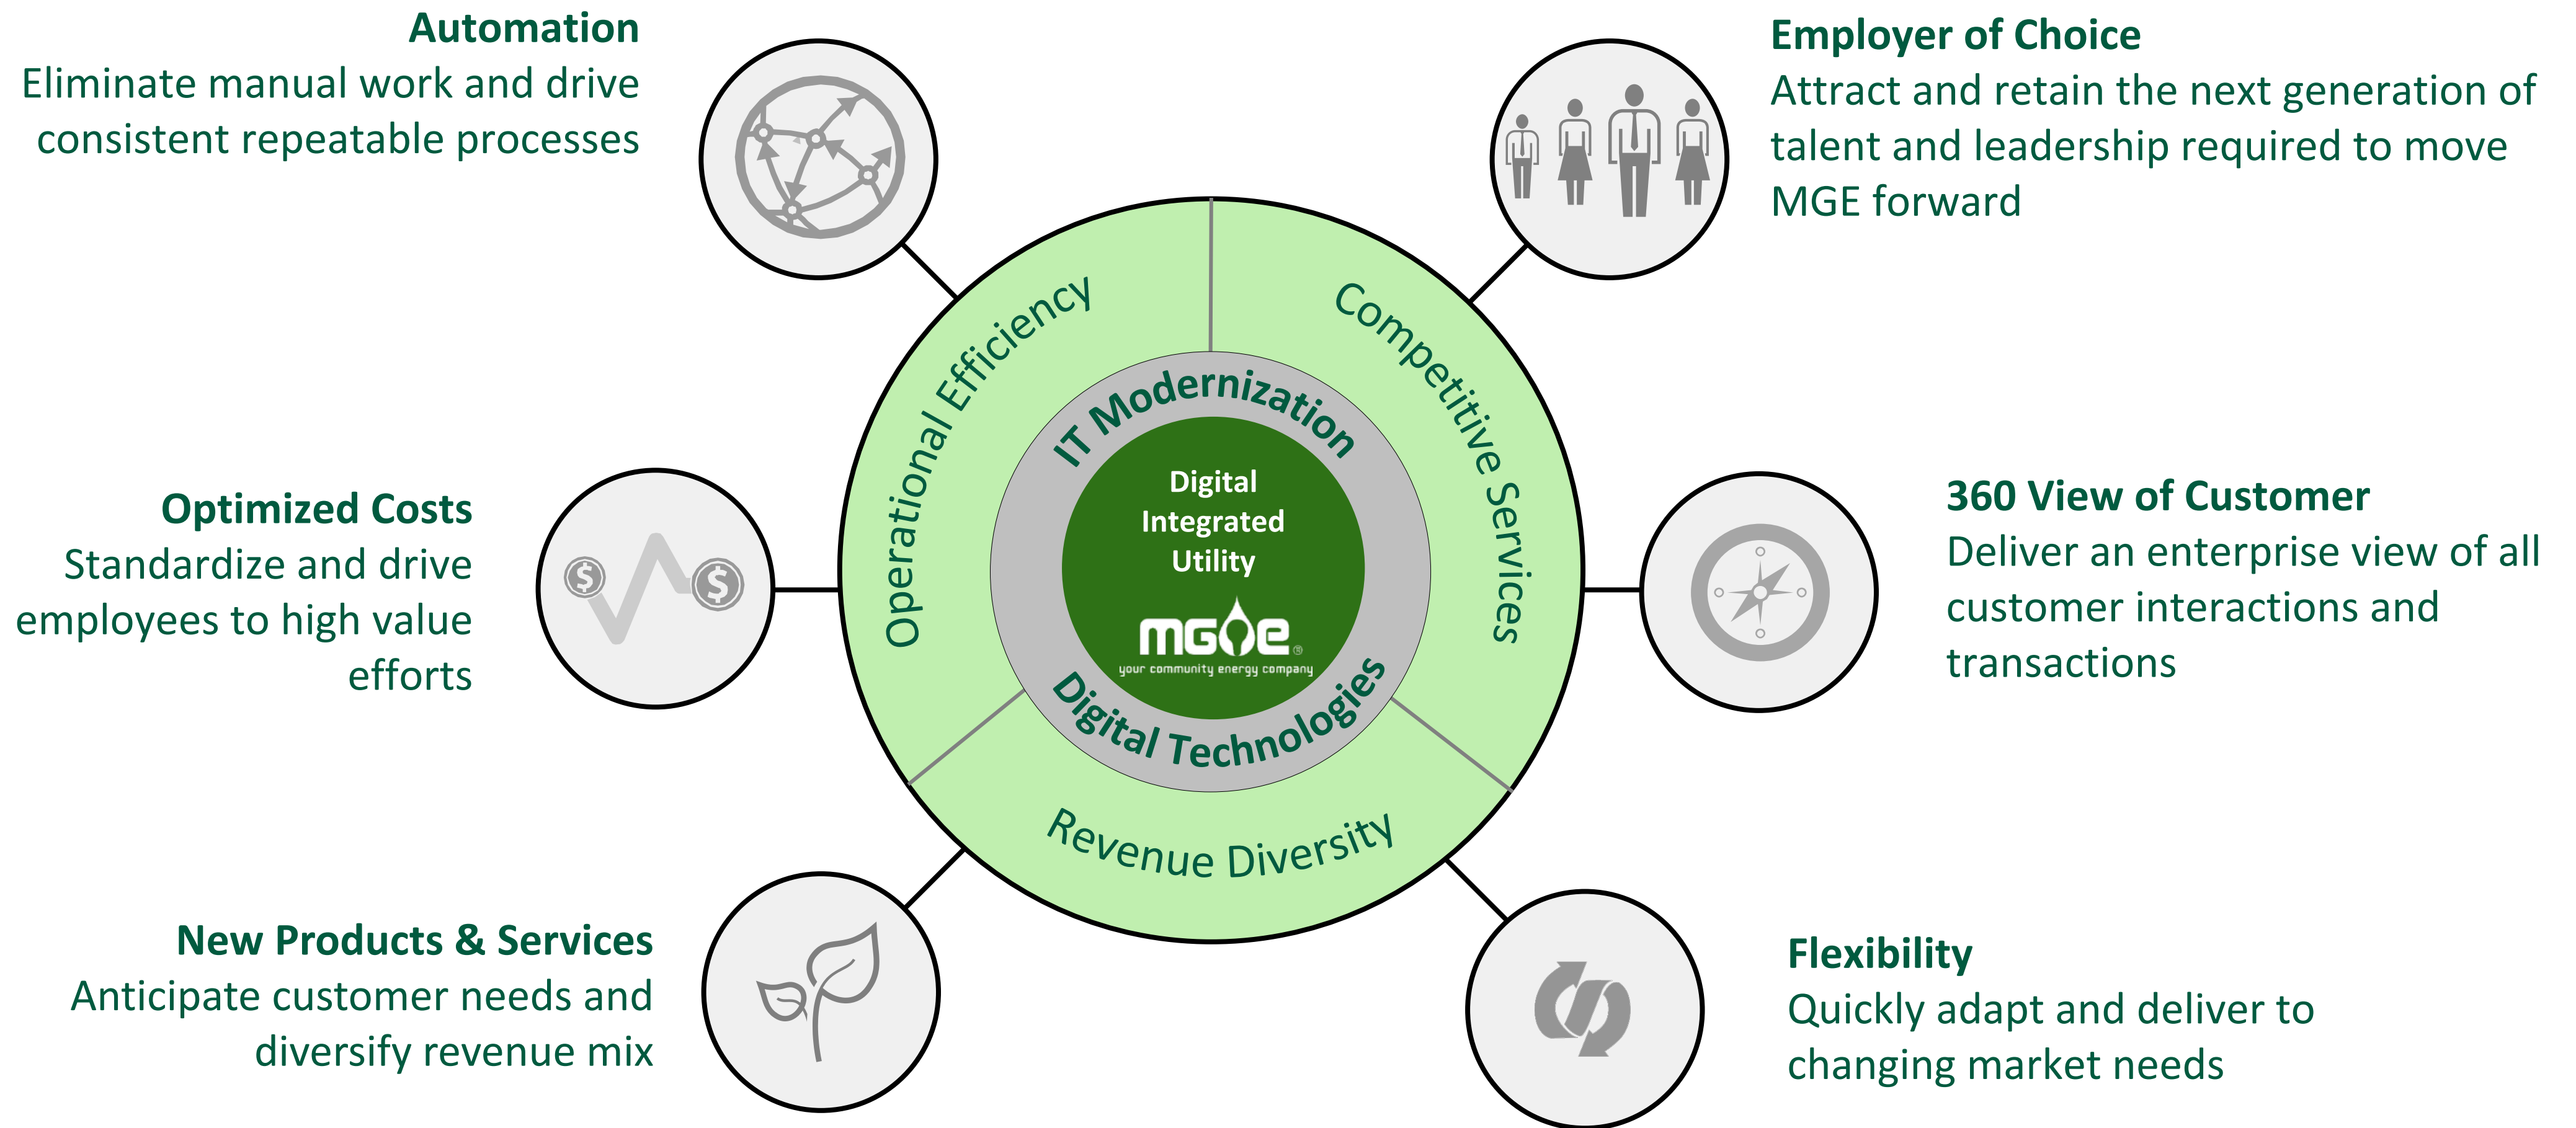 Automation
Eliminate manual work and drive
consistent repeatable processes
Employer of Choice
Attract and retain the next generation of
talent and leadership required to move
MGE forward
Operational Efficiency
Competitive Services
Revenue Diversity
IT Modernization
Digital Technologies
Digital
Integrated
Utility
mge®
your community energy company
Optimized Costs
Standardize and drive
employees to high value
efforts
$
$
360 View of Customer
Deliver an enterprise view of all
customer interactions and
transactions
New Products & Services
Anticipate customer needs and
diversify revenue mix
Flexibility
Quickly adapt and deliver to
changing market needs